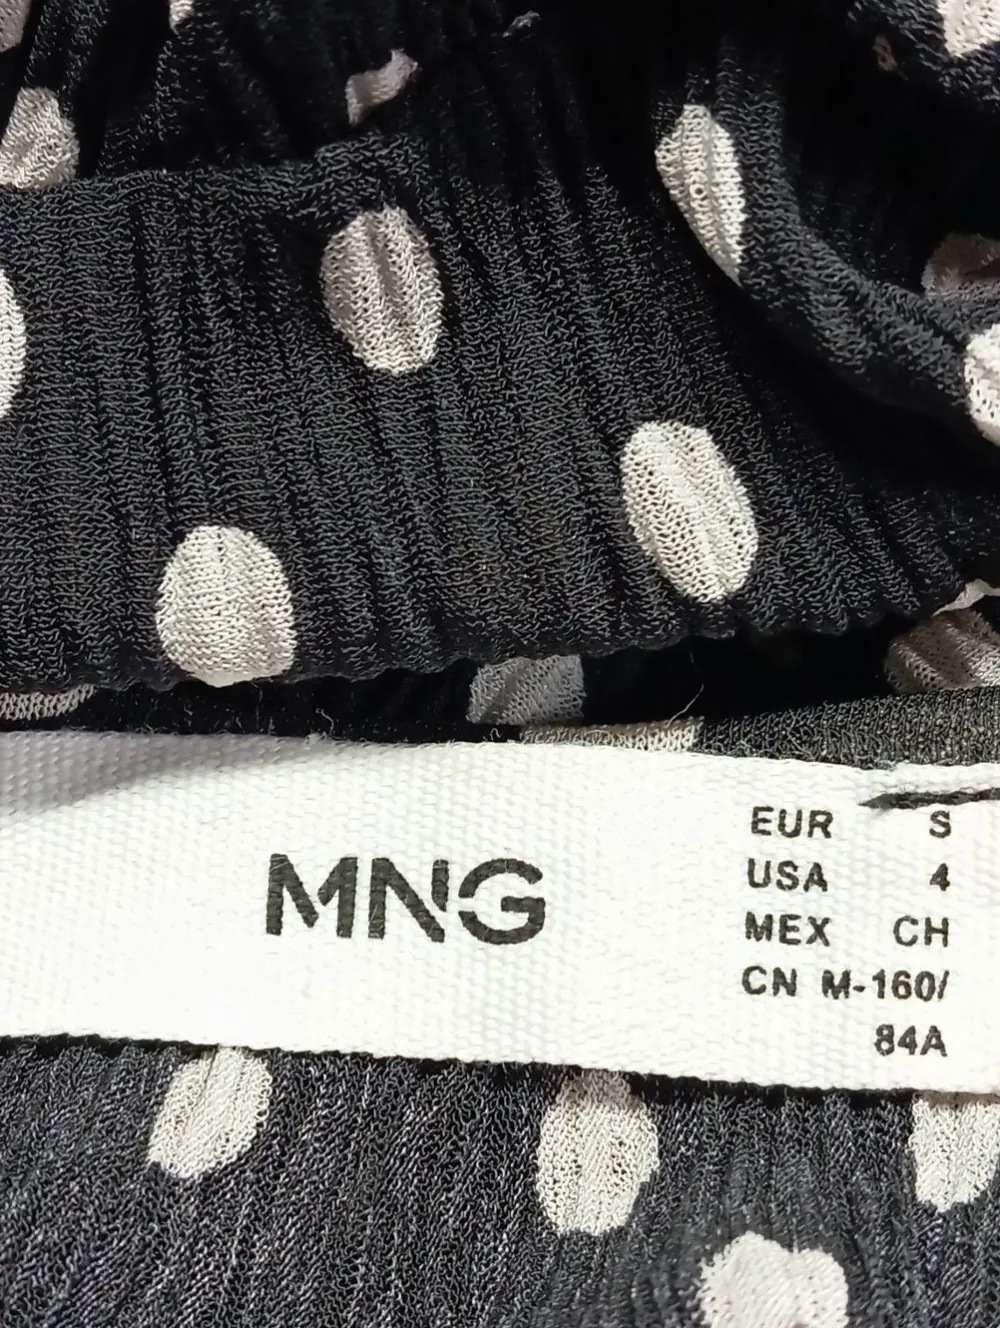 MNG
EUR S
USA 4
MEX CH
CN M-160/
84A